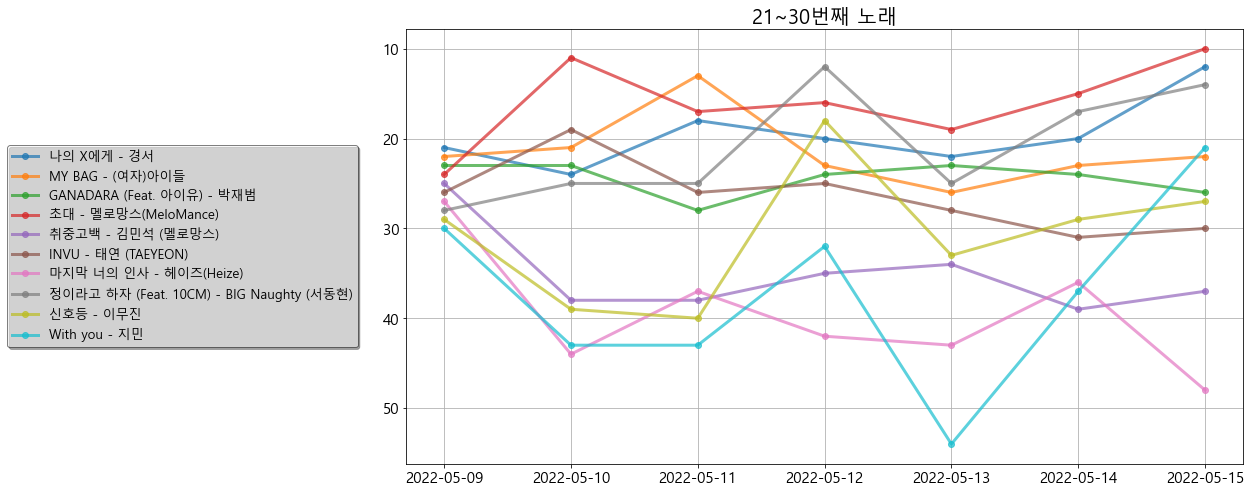 21~30번째 노래
나의 X에게 - 경서
MY BAG - (여자)아이들
GANADARA (Feat. 아이유) - 박재범
초대 - 멜로망스(MeloMance)
취중고백 - 김민석 (멜로망스)
INVU - 태연 (TAEYEON)
마지막 너의 인사 - 헤이즈(Heize)
정이라고 하자 (Feat. 10CM) - BIG Naughty (서동현)
신호등 - 이무진
With you - 지민
10
20
30
40
50
2022-05-09 2022-05-10 2022-05-11 2022-05-12 2022-05-13 2022-05-14 2022-05-15